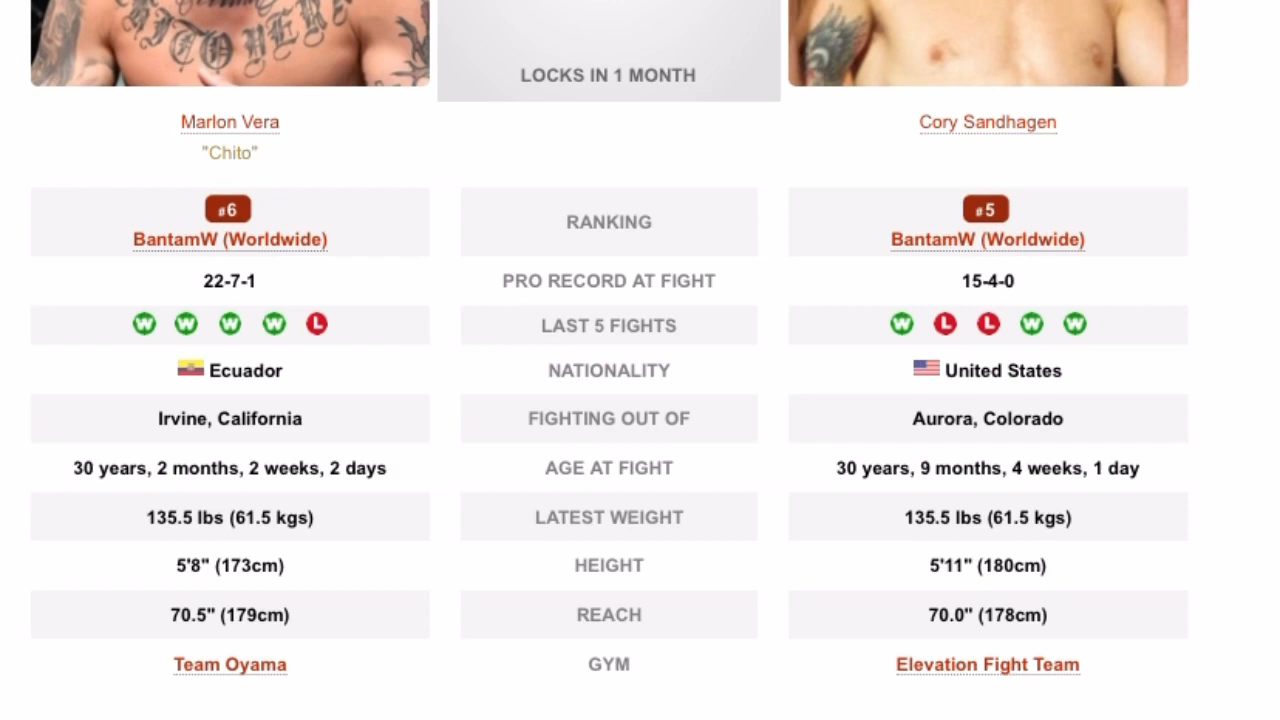 LOCKS IN 1 MONTH
Marlon Vera
Cory Sandhagen
"Chito"
#6
RANKING
#5
BantamW (Worldwide)
BantamW (Worldwide)
22-7-1
PRO RECORD AT FIGHT
15-4-0
W W W W L
LAST 5 FIGHTS
W L L W W
Ecuador
NATIONALITY
United States
Irvine, California
FIGHTING OUT OF
Aurora, Colorado
30 years, 2 months, 2 weeks, 2 days
AGE AT FIGHT
30 years, 9 months, 4 weeks, 1 day
135.5 lbs (61.5 kgs)
LATEST WEIGHT
135.5 lbs (61.5 kgs)
5'8" (173cm)
HEIGHT
5'11" (180cm)
70.5" (179cm)
REACH
70.0" (178cm)
Team Oyama
GYM
Elevation Fight Team